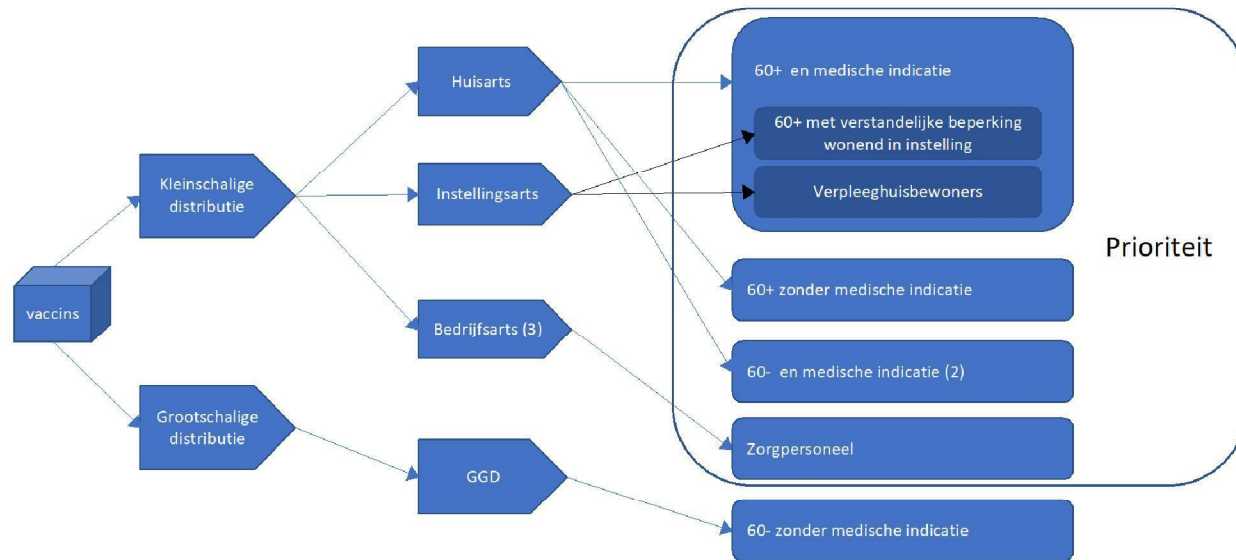 vaccins
Kleinschalige
distributie
Grootschalige
distributie
Huisarts
Instellingsarts
Bedrijfsarts (3)
GGD
60+ en medische indicatie
60+ met verstandelijke beperking
wonend in instelling
Verpleeghuisbewoners
60+ zonder medische indicatie
60- en medische indicatie (2)
Zorgpersoneel
60- zonder medische indicatie
Prioriteit